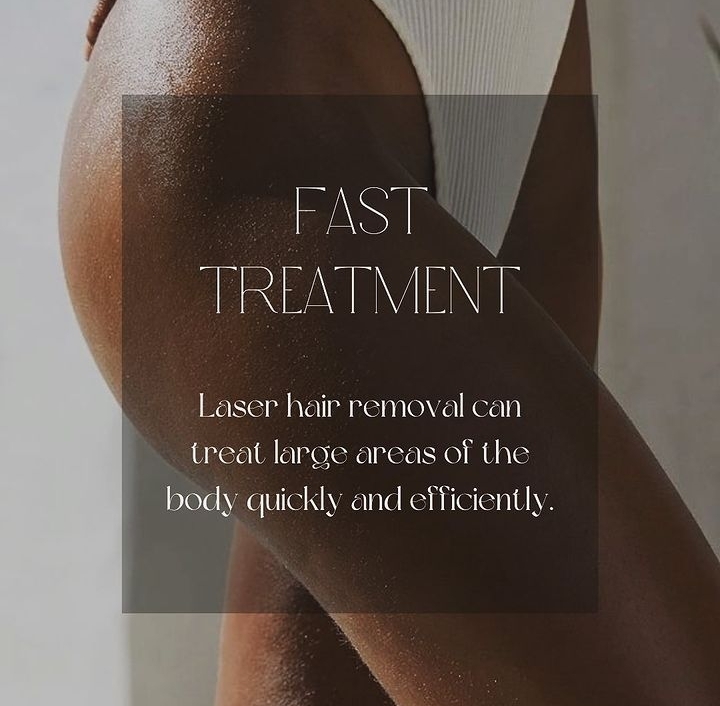 FAST
TREATMENT
Laser hair removal can
treat large areas of the
body quickly and efficiently.